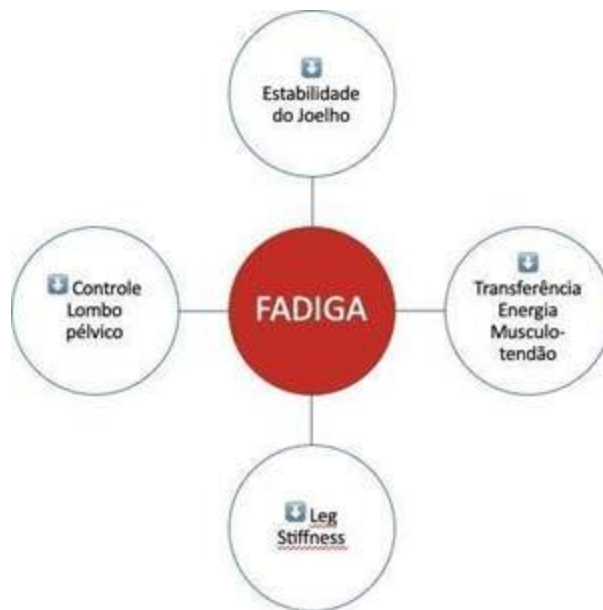 ⬇️
Estabilidade
do Joelho
⬇️ Controle
Lombo
pélvico
FADIGA
⬇️
Transferência
Energia
Musculo-
tendão
⬇️ Leg
Stiffness